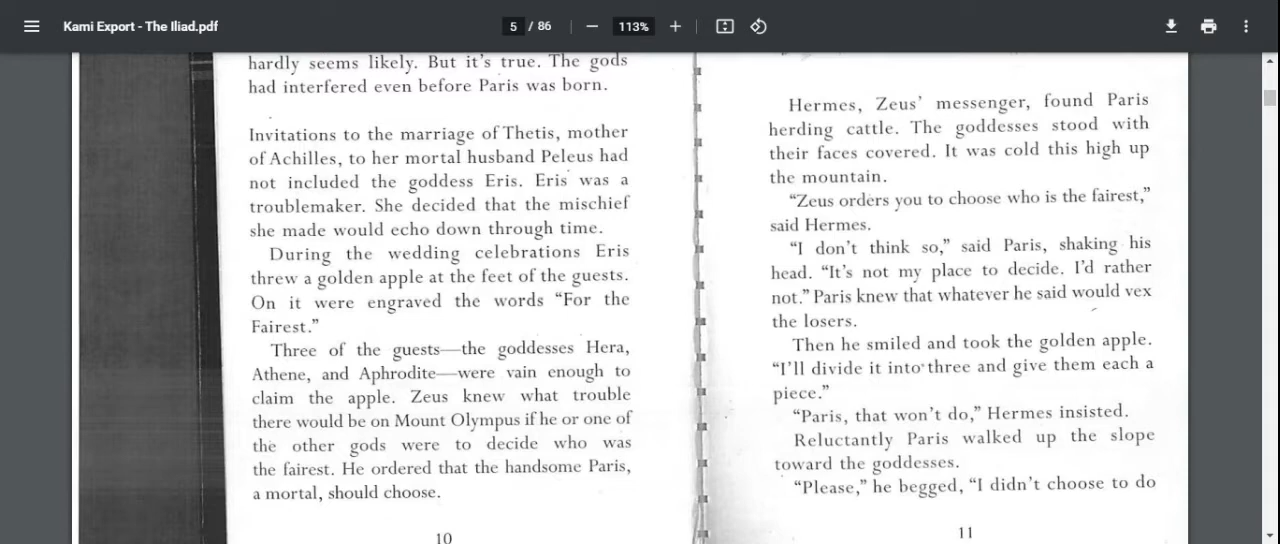 Kami Export - The Iliad.pdf
5 / 86
113%
hardly seems likely. But it's true. The gods
had interfered even before Paris was born.
Invitations to the marriage of Thetis, mother
of Achilles, to her mortal husband Peleus had
not included the goddess Eris. Eris was a
troublemaker. She decided that the mischief
she made would echo down through time.
During the wedding celebrations Eris
threw a golden apple at the feet of the guests.
On it were engraved the words “For the
Fairest.”
Three of the guests—the goddesses Hera,
Athene, and Aphrodite—were vain enough to
claim the apple. Zeus knew what trouble
there would be on Mount Olympus if he or one of
the other gods were to decide who was
the fairest. He ordered that the handsome Paris,
a mortal, should choose.
10
Hermes, Zeus' messenger, found Paris
herding cattle. The goddesses stood with
their faces covered. It was cold this high up
the mountain.
“Zeus orders you to choose who is the fairest,”
said Hermes.
“I don't think so,” said Paris, shaking his
head. “It's not my place to decide. I'd rather
not.” Paris knew that whatever he said would vex
the losers.
Then he smiled and took the golden apple.
“I'll divide it into three and give them each a
piece.”
“Paris, that won't do,” Hermes insisted.
Reluctantly Paris walked up the slope
toward the goddesses.
“Please,” he begged, “I didn't choose to do
11